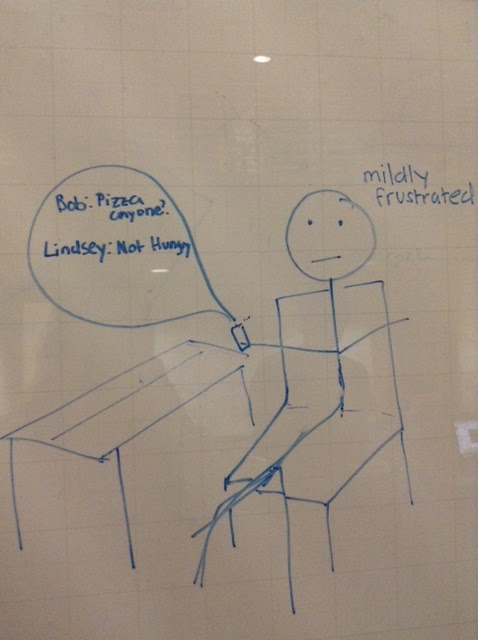 Bob: Pizza
anyone?
Lindsey: Not Hungry
mildly
frustrated